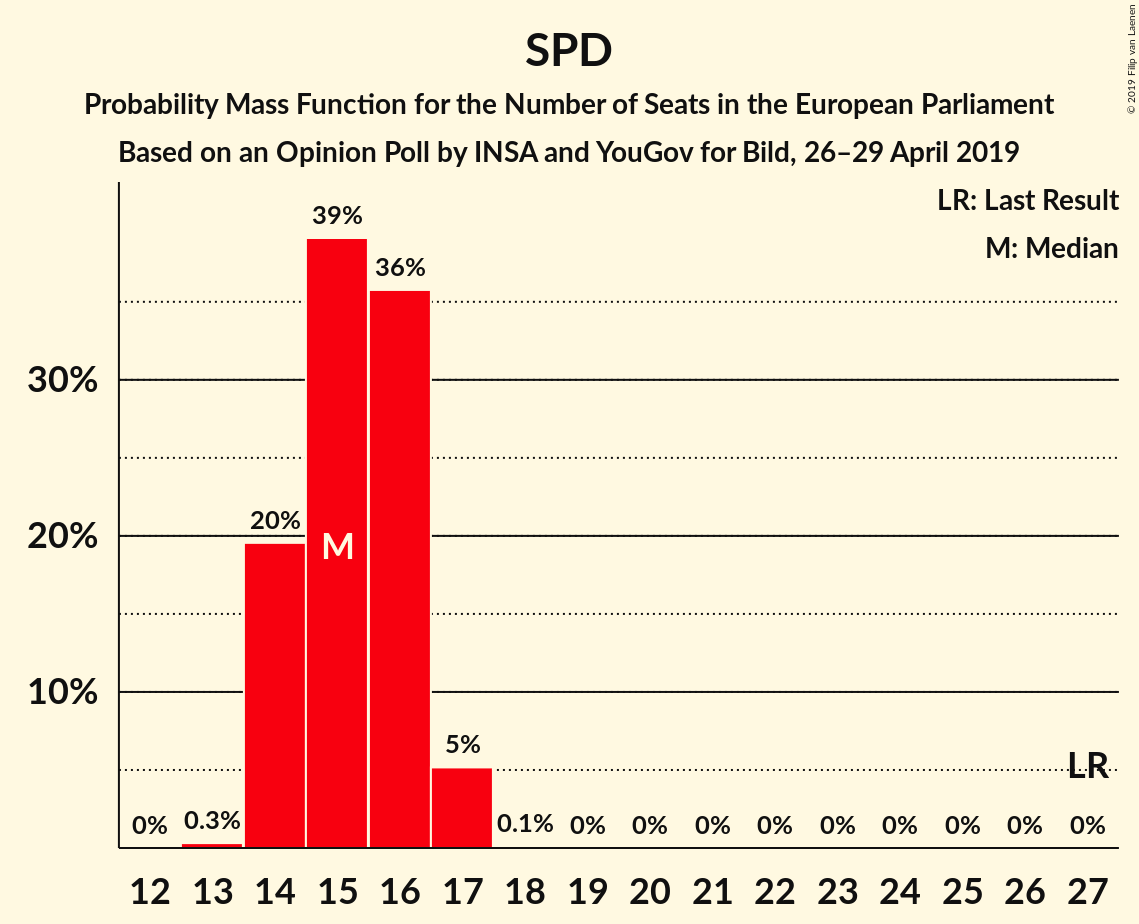 SPD
Probability Mass Function for the Number of Seats in the European Parliament
Based on an Opinion Poll by INSA and YouGov for Bild, 26–29 April 2019
© 2019 Filip van Laenen
LR: Last Result
M: Median
39%
36%
30%
20%
20%
M
10%
5%
LR
0%
0.3%
0.1%
0%
0%
0%
0%
0%
0%
0%
0%
0%
12 13 14 15 16 17 18 19 20 21 22 23 24 25 26 27